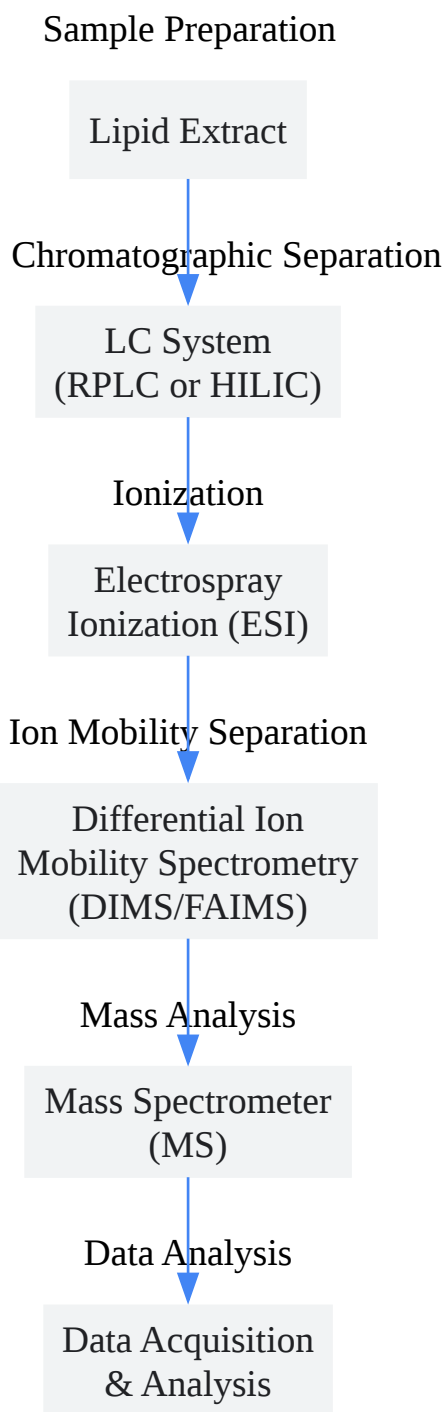 Sample Preparation
Lipid Extract
Chromatographic Separation
LC System
(RPLC or HILIC)
Ionization
Electrospray
Ionization (ESI)
Ion Mobility Separation
Differential Ion
Mobility Spectrometry
(DIMS/FAIMS)
Mass Analysis
Mass Spectrometer
(MS)
Data Analysis
Data Acquisition
& Analysis